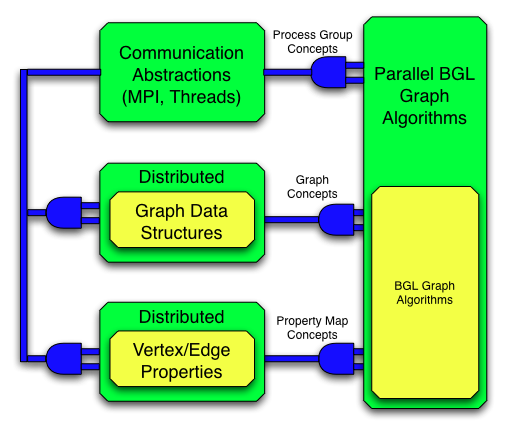 Communication
Abstractions
(MPI, Threads)
Process Group
Concepts
Parallel BGL
Graph
Algorithms
Distributed
Graph Data
Structures
Graph
Concepts
BGL Graph
Algorithms
Distributed
Vertex/Edge
Properties
Property Map
Concepts